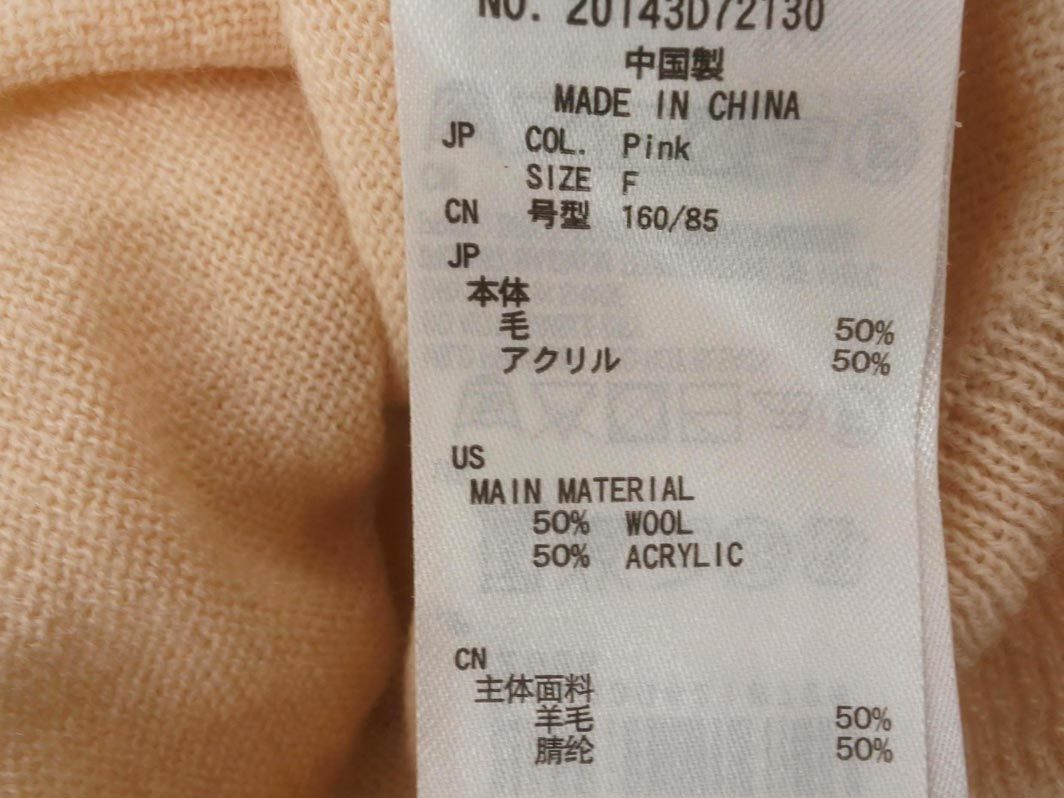 NO. 20143D72130
中国製
MADE IN CHINA
JP COL. Pink
SIZE F
CN 号型 160/85
JP
本体
毛 50%
アクリル 50%
US
MAIN MATERIAL
50% WOOL
50% ACRYLIC
CN
主体面料
羊毛 50%
腈纶 50%